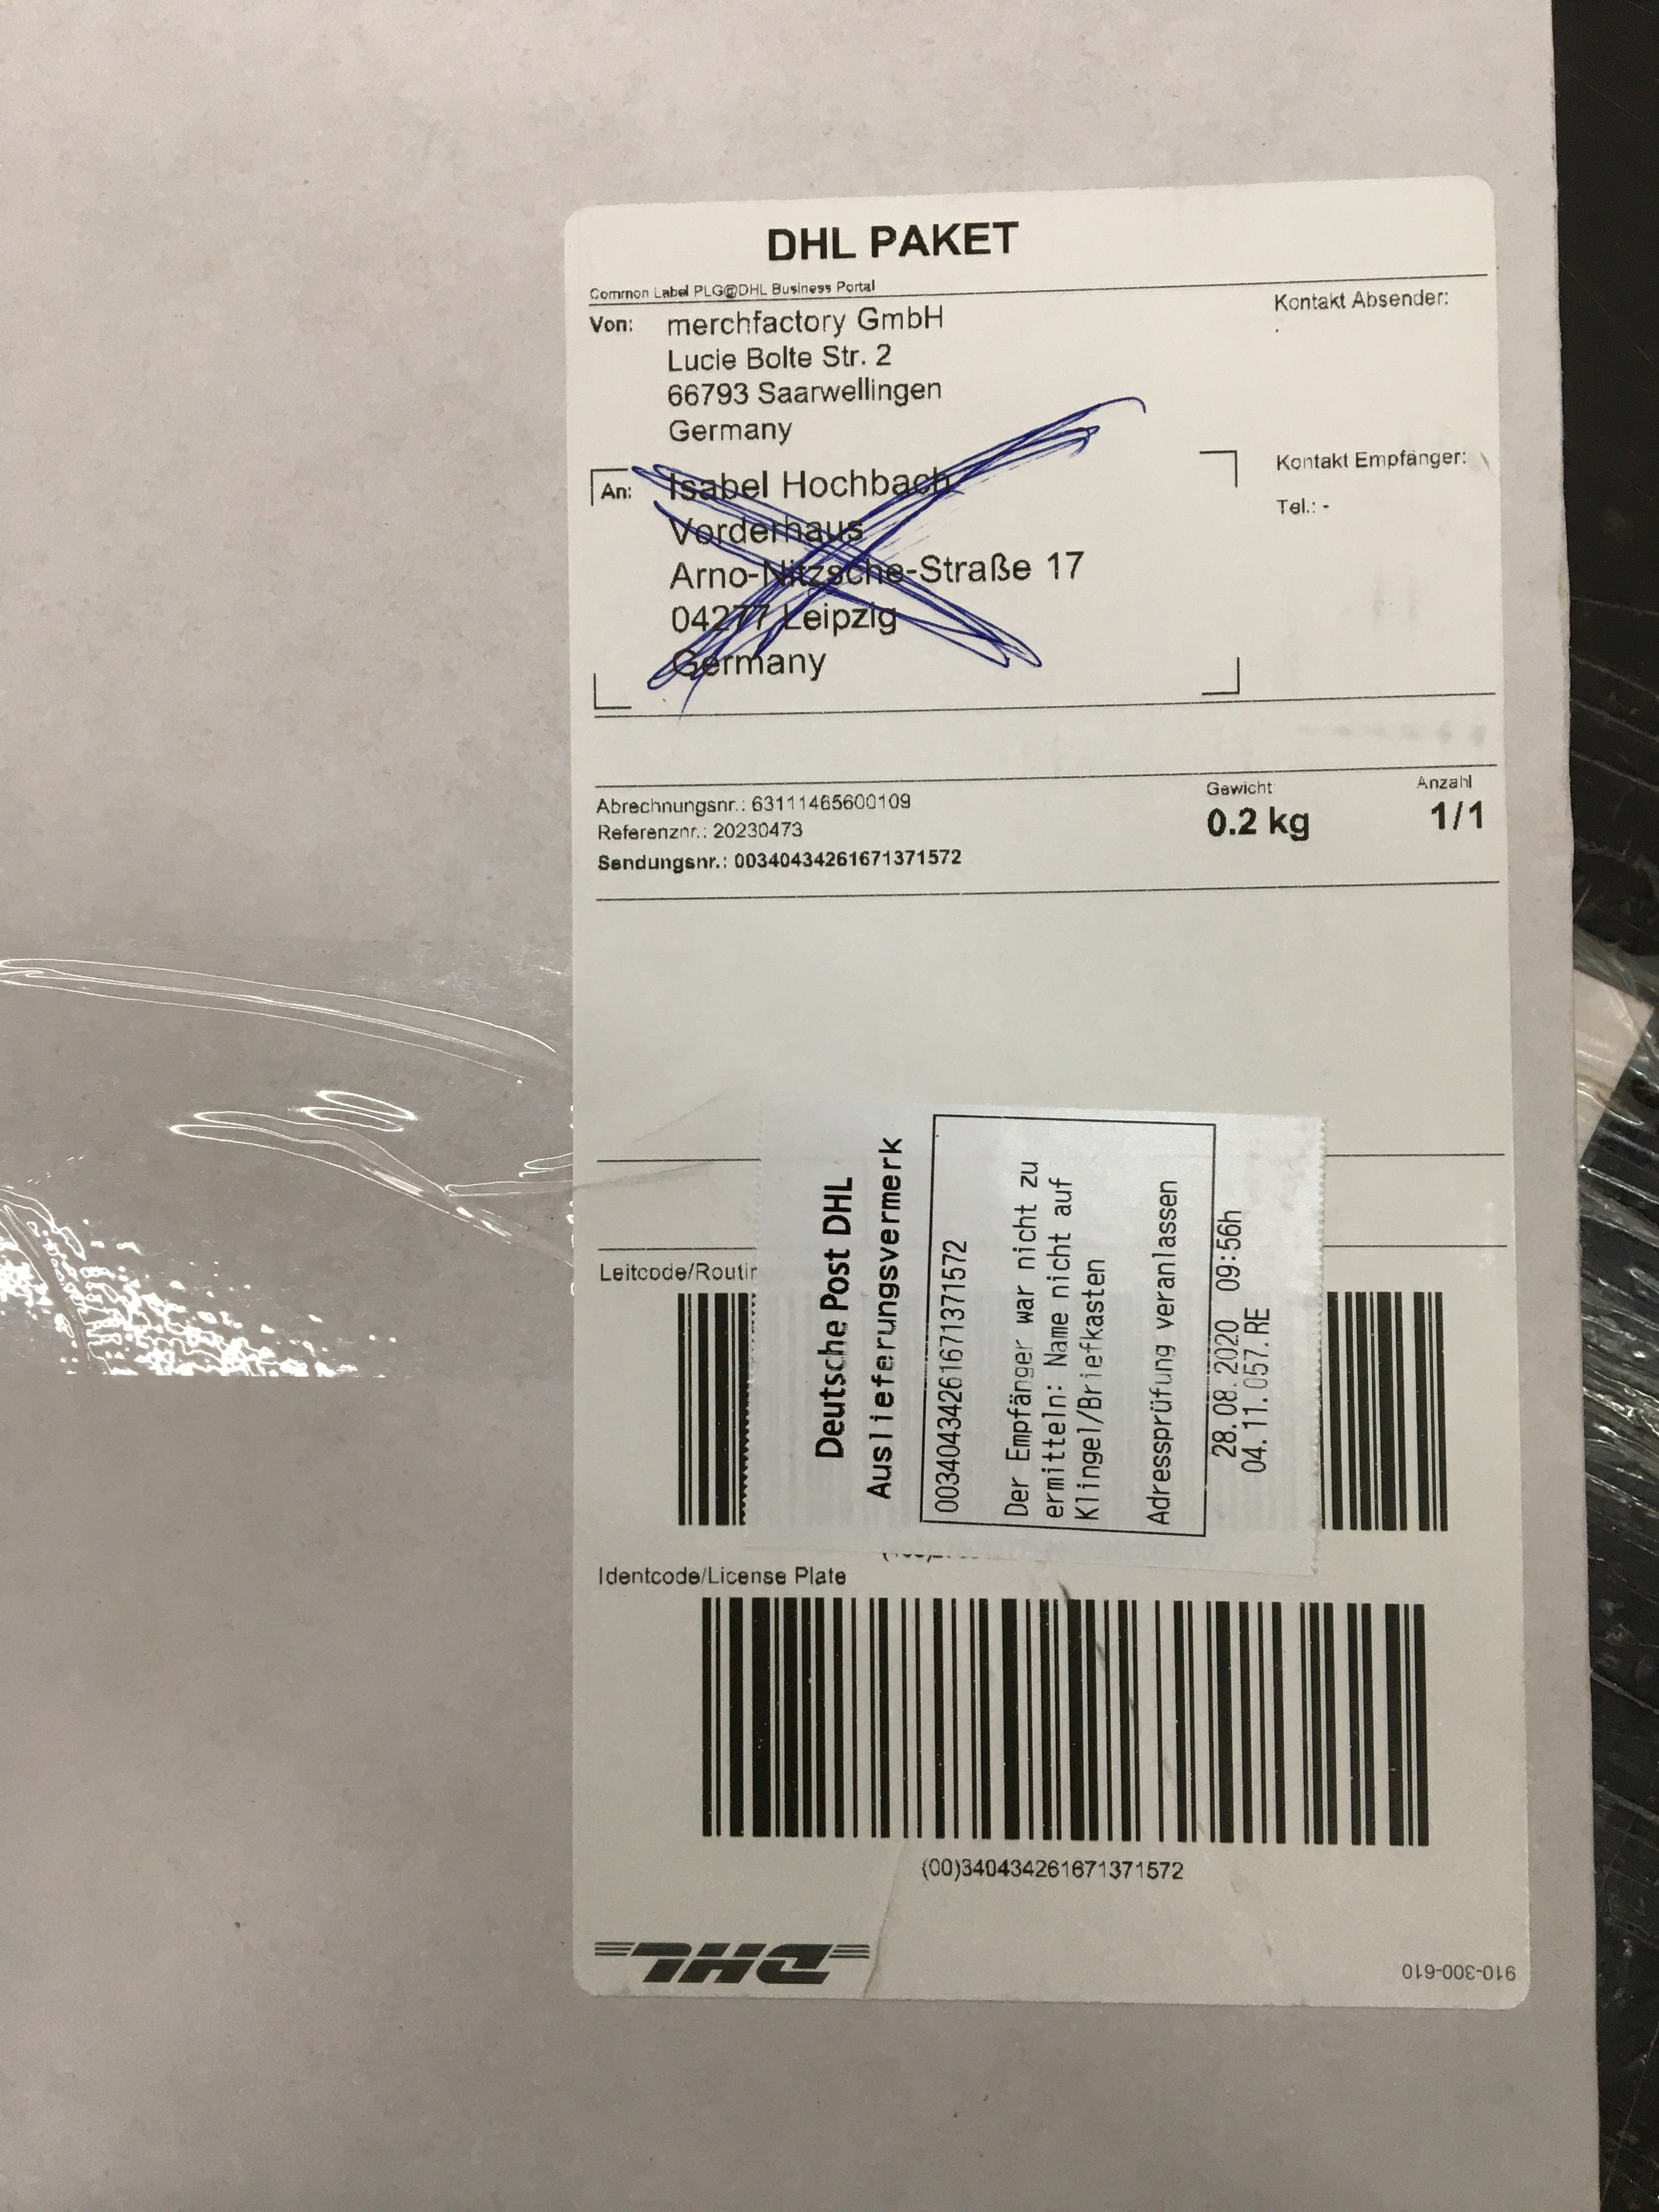 DHL PAKET
Common Label PLG@DHL Business Portal
Von: merchfactory GmbH
Lucie Bolte Str. 2
66793 Saarwellingen
Germany
Kontakt Absender:
.
An: Isabel Hochbach
Vorderhaus
Arno-Nitzsche-Straße 17
04277 Leipzig
Germany
Kontakt Empfänger:
Tel.: -
Abrechnungsnr.: 63111465600109
Referenznr.: 20230473
Sendungsnr.: 00340434261671371572
Gewicht
0.2 kg
Anzahl
1/1
Deutsche Post DHL
Auslieferungsvermerk
00340434261671371572
Der Empfänger war nicht zu
ermitteln: Name nicht auf
Klingel/Briefkasten
Adressprüfung veranlassen
28.08.2020 09:56h
04.11.057.RE
Leitcode/Routin
Identcode/License Plate
(00)340434261671371572
DHL
910-300-610